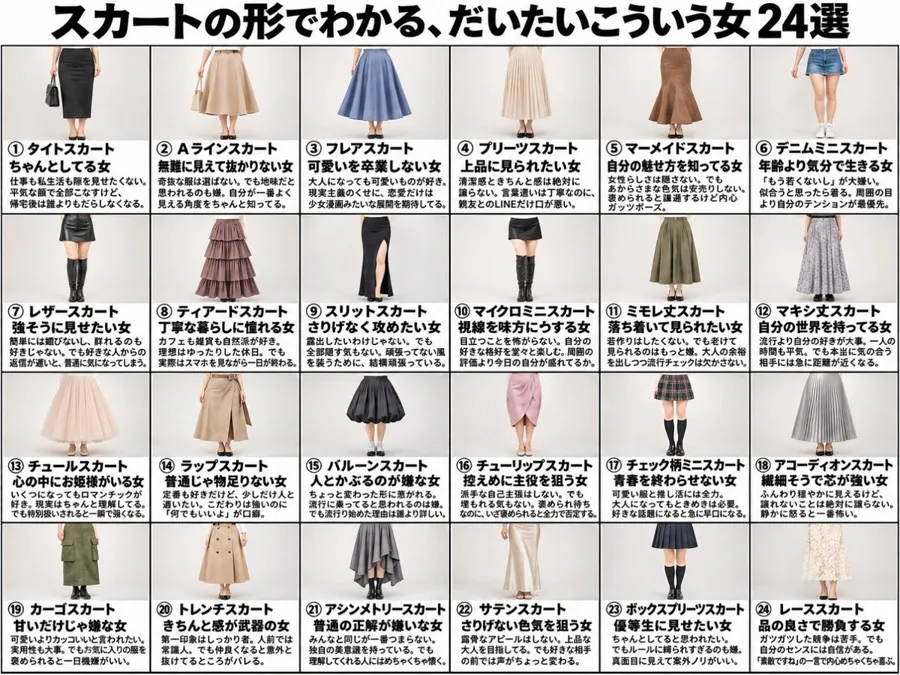 スカートの形でわかる、だいたいこういう女24選
① タイトスカート
ちゃんとしてる女
仕事も私生活も隙を見せたくない。
平気な顔で全部こなすけど、
帰宅後は誰よりもだらしなくなる。
② Aラインスカート
無難に見えて抜かりない女
奇抜な服は選ばない。でも地味だと
思われるのも嫌。自分が一番よく
見える角度をちゃんと知ってる。
③ フレアスカート
可愛いを卒業しない女
大人になっても可愛いものが好き。
現実主義のくせに、恋愛だけは
少女漫画みたいな展開を期待してる。
④ プリーツスカート
上品に見られたい女
清潔感ときちんと感は絶対に
譲らない。言葉遣いは丁寧なのに、
親友とのLINEだけ口が悪い。
⑤ マーメイドスカート
自分の魅せ方を知ってる女
女性らしさは隠さない。でも
あからさまな色気は安売りしない。
褒められると謙遜するけど内心
ガッツポーズ。
⑥ デニムミニスカート
年齢より気分で生きる女
「もう若くないし」が大嫌い。
似合うと思ったら着る。周囲の目
より自分のテンションが最優先。
⑦ レザースカート
強そうに見せたい女
簡単には媚びないし、群れるのも
好きじゃない。でも好きな人からの
返信が遅いと、普通に気になってしまう。
⑧ ティアードスカート
丁寧な暮らしに憧れる女
カフェも雑貨も自然派が好き。
理想はゆったりした休日。でも
実際はスマホを見ながら一日が終わる。
⑨ スリットスカート
さりげなく攻めたい女
露出したいわけじゃない。でも
全部隠す気もない。頑張ってない風
を装うために、結構頑張っている。
⑩ マイクロミニスカート
視線を味方につする女
目立つことを怖がらない。自分の
好きな格好を堂々と楽しむ。周囲の
評価より今日の自分が盛れてるか。
⑪ ミモレ丈スカート
落ち着いて見られたい女
若作りはしたくない。でも老けて
見られるのはもっと嫌。大人の余裕
を出しつつ流行チェックは欠かさない。
⑫ マキシ丈スカート
自分の世界を持ってる女
流行より自分の好きが大事。一人の
時間も平気。でも本当に気の合う
相手には急に距離が近くなる。
⑬ チュールスカート
心の中にお姫様がいる女
いくつになってもロマンチックが
好き。現実はちゃんと理解してる。
でも特別扱いされると一瞬で弱くなる。
⑭ ラップスカート
普通じゃ物足りない女
定番も好きだけど、少しだけ人と
違いたい。こだわりは強いのに
「何でもいいよ」が口癖。
⑮ バルーンスカート
人とかぶるのが嫌な女
ちょっと変わった形に惹かれる。
流行に乗ってると思われるのは嫌。
でも流行り始めた理由は誰より詳しい。
⑯ チューリップスカート
控えめに主役を狙う女
派手な自己主張はしない。でも
埋もれる気もない。褒められ待ち
なのに、いざ褒められると全力で否定する。
⑰ チェック柄ミニスカート
青春を終わらせない女
可愛い服と推し活には全力。
大人になってもときめきは必要。
好きな話題になると急に早口になる。
⑱ アコーディオンスカート
繊細そうで芯が強い女
ふんわり穏やかに見えるけど、
譲れないことは絶対に譲らない。
静かに怒ると一番怖い。
⑲ カーゴスカート
甘いだけじゃ嫌な女
可愛いよりカッコいいと言われたい。
実用性も大事。でもお気に入りの服を
褒められると一日機嫌がいい。
⑳ トレンチスカート
きちんと感が武器の女
第一印象はしっかり者。人前では
常識人、でも仲良くなると意外と
抜けてるところがバレる。
㉑ アシンメトリースカート
普通の正解が嫌いな女
みんなと同じが一番つまらない。
独自の美意識を持っている。でも
理解してくれる人にはめちゃくちゃ懐く。
㉒ サテンスカート
さりげない色気を狙う女
露骨なアピールはしない。上品な
大人を目指してる。でも好きな相手
の前では声がちょっと変わる。
㉓ ボックスプリーツスカート
優等生に見せたい女
ちゃんとしてると思われたい。
でもルールに縛られすぎるのも嫌。
真面目に見えて案外ノリがいい。
㉔ レーススカート
品の良さで勝負する女
ガツガツした競争は苦手。でも
自分のセンスには自信がある。
「素敵ですね」の一言で内心めちゃくちゃ喜ぶ。